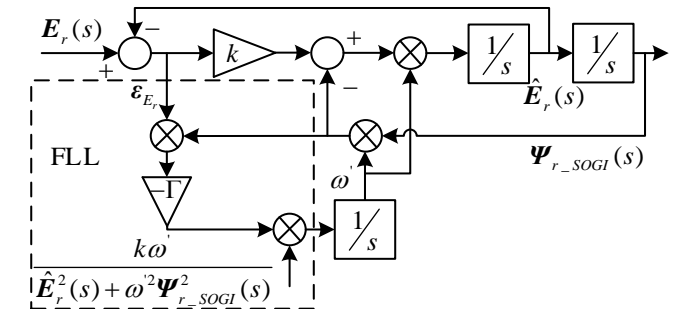 E_r(s)
−
+
k
+
−
1/s
1/s
ε_{E_r}
Ê_r(s)
FLL
Ψ_{r_SOGI}(s)
−Γ
ω'
1/s
kω'
Ê_r^2(s) + ω'^2 Ψ_{r_SOGI}^2(s)